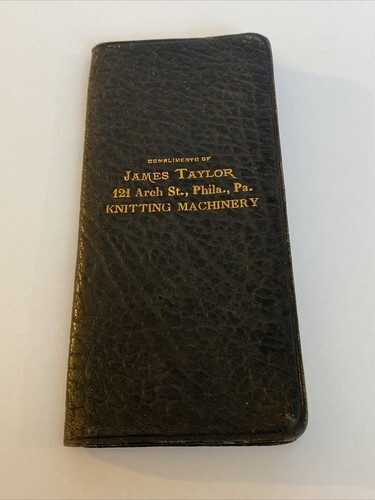 COMPLIMENTS OF
JAMES TAYLOR
121 Arch St., Phila., Pa.
KNITTING MACHINERY